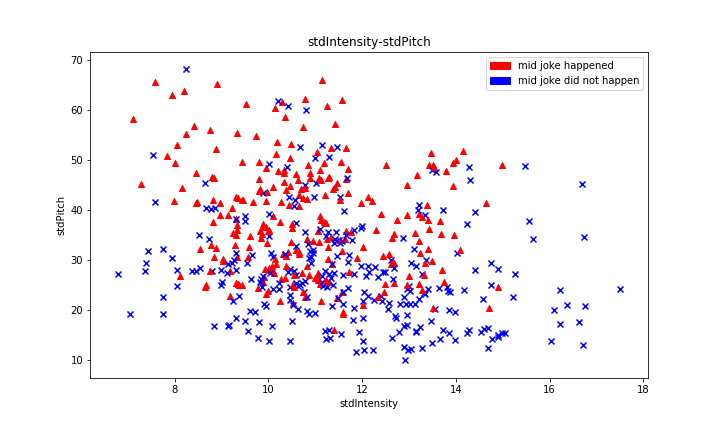 stdIntensity-stdPitch
mid joke happened
mid joke did not happen
stdPitch
70
60
50
40
30
20
10
8
10
12
14
16
18
stdIntensity